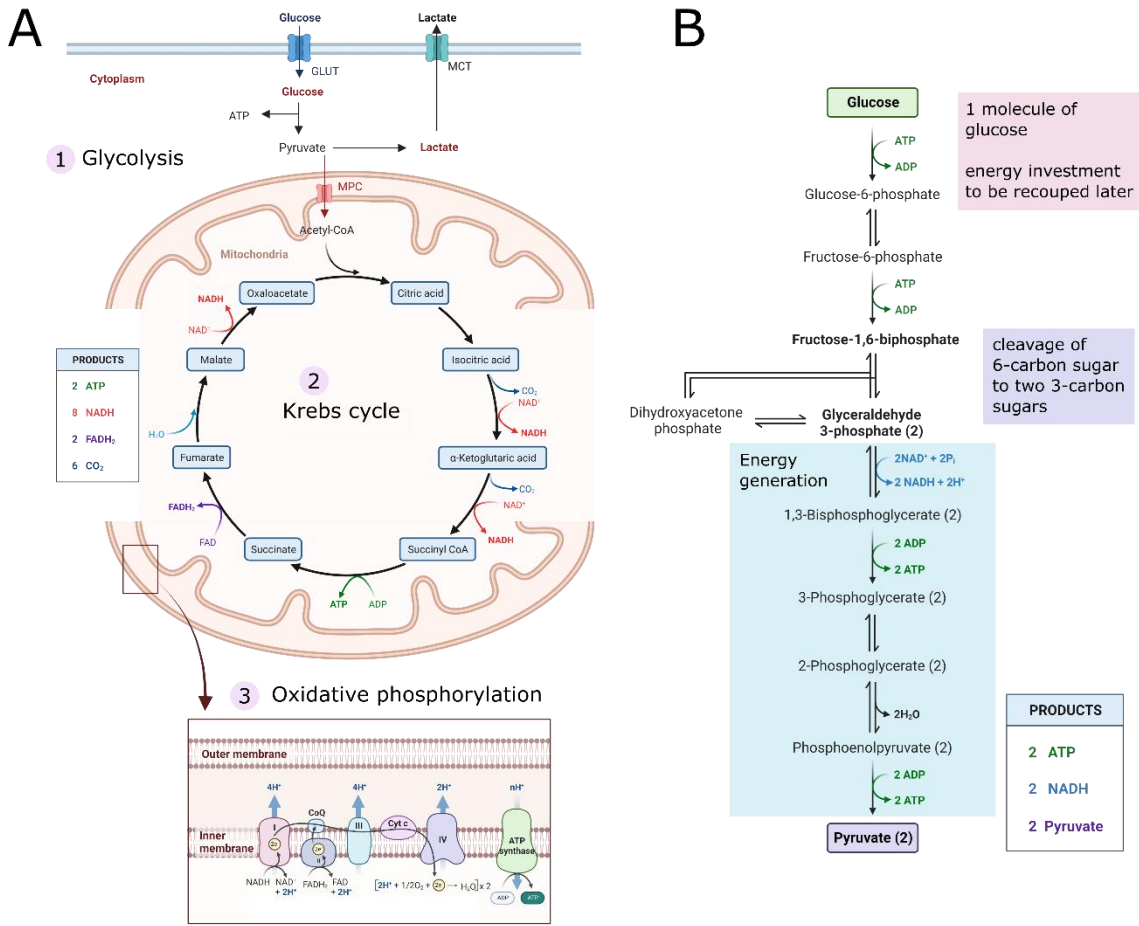 A
Glucose
Lactate
GLUT
MCT
Cytoplasm
Glucose
ATP
Pyruvate
Lactate
1 Glycolysis
MPC
Acetyl-CoA
Mitochondria
Oxaloacetate
Citric acid
NADH
NAD⁺
Malate
Isocitric acid
CO₂
NAD⁺
NADH
2
Krebs cycle
H₂O
Fumarate
α-Ketoglutaric acid
CO₂
NAD⁺
NADH
FADH₂
FAD
Succinate
Succinyl CoA
ATP
ADP
PRODUCTS
2 ATP
8 NADH
2 FADH₂
6 CO₂
3 Oxidative phosphorylation
Outer membrane
4H⁺
4H⁺
2H⁺
nH⁺
CoQ
Cyt c
I
III
IV
2e
2e
II
Inner
membrane
ATP
synthase
NADH
NAD⁺
+ 2H⁺
FADH₂
FAD
+ 2H⁺
[2H⁺ + 1/2O₂ + 2e → H₂O] x 2
ADP
ATP
B
Glucose
1 molecule of
glucose
energy investment
to be recouped later
ATP
ADP
Glucose-6-phosphate
Fructose-6-phosphate
ATP
ADP
Fructose-1,6-biphosphate
cleavage of
6-carbon sugar
to two 3-carbon
sugars
Dihydroxyacetone
phosphate
Glyceraldehyde
3-phosphate (2)
Energy
generation
2NAD⁺ + 2Pᵢ
2 NADH + 2H⁺
1,3-Bisphosphoglycerate (2)
2 ADP
2 ATP
3-Phosphoglycerate (2)
2-Phosphoglycerate (2)
2H₂O
Phosphoenolpyruvate (2)
2 ADP
2 ATP
Pyruvate (2)
PRODUCTS
2 ATP
2 NADH
2 Pyruvate